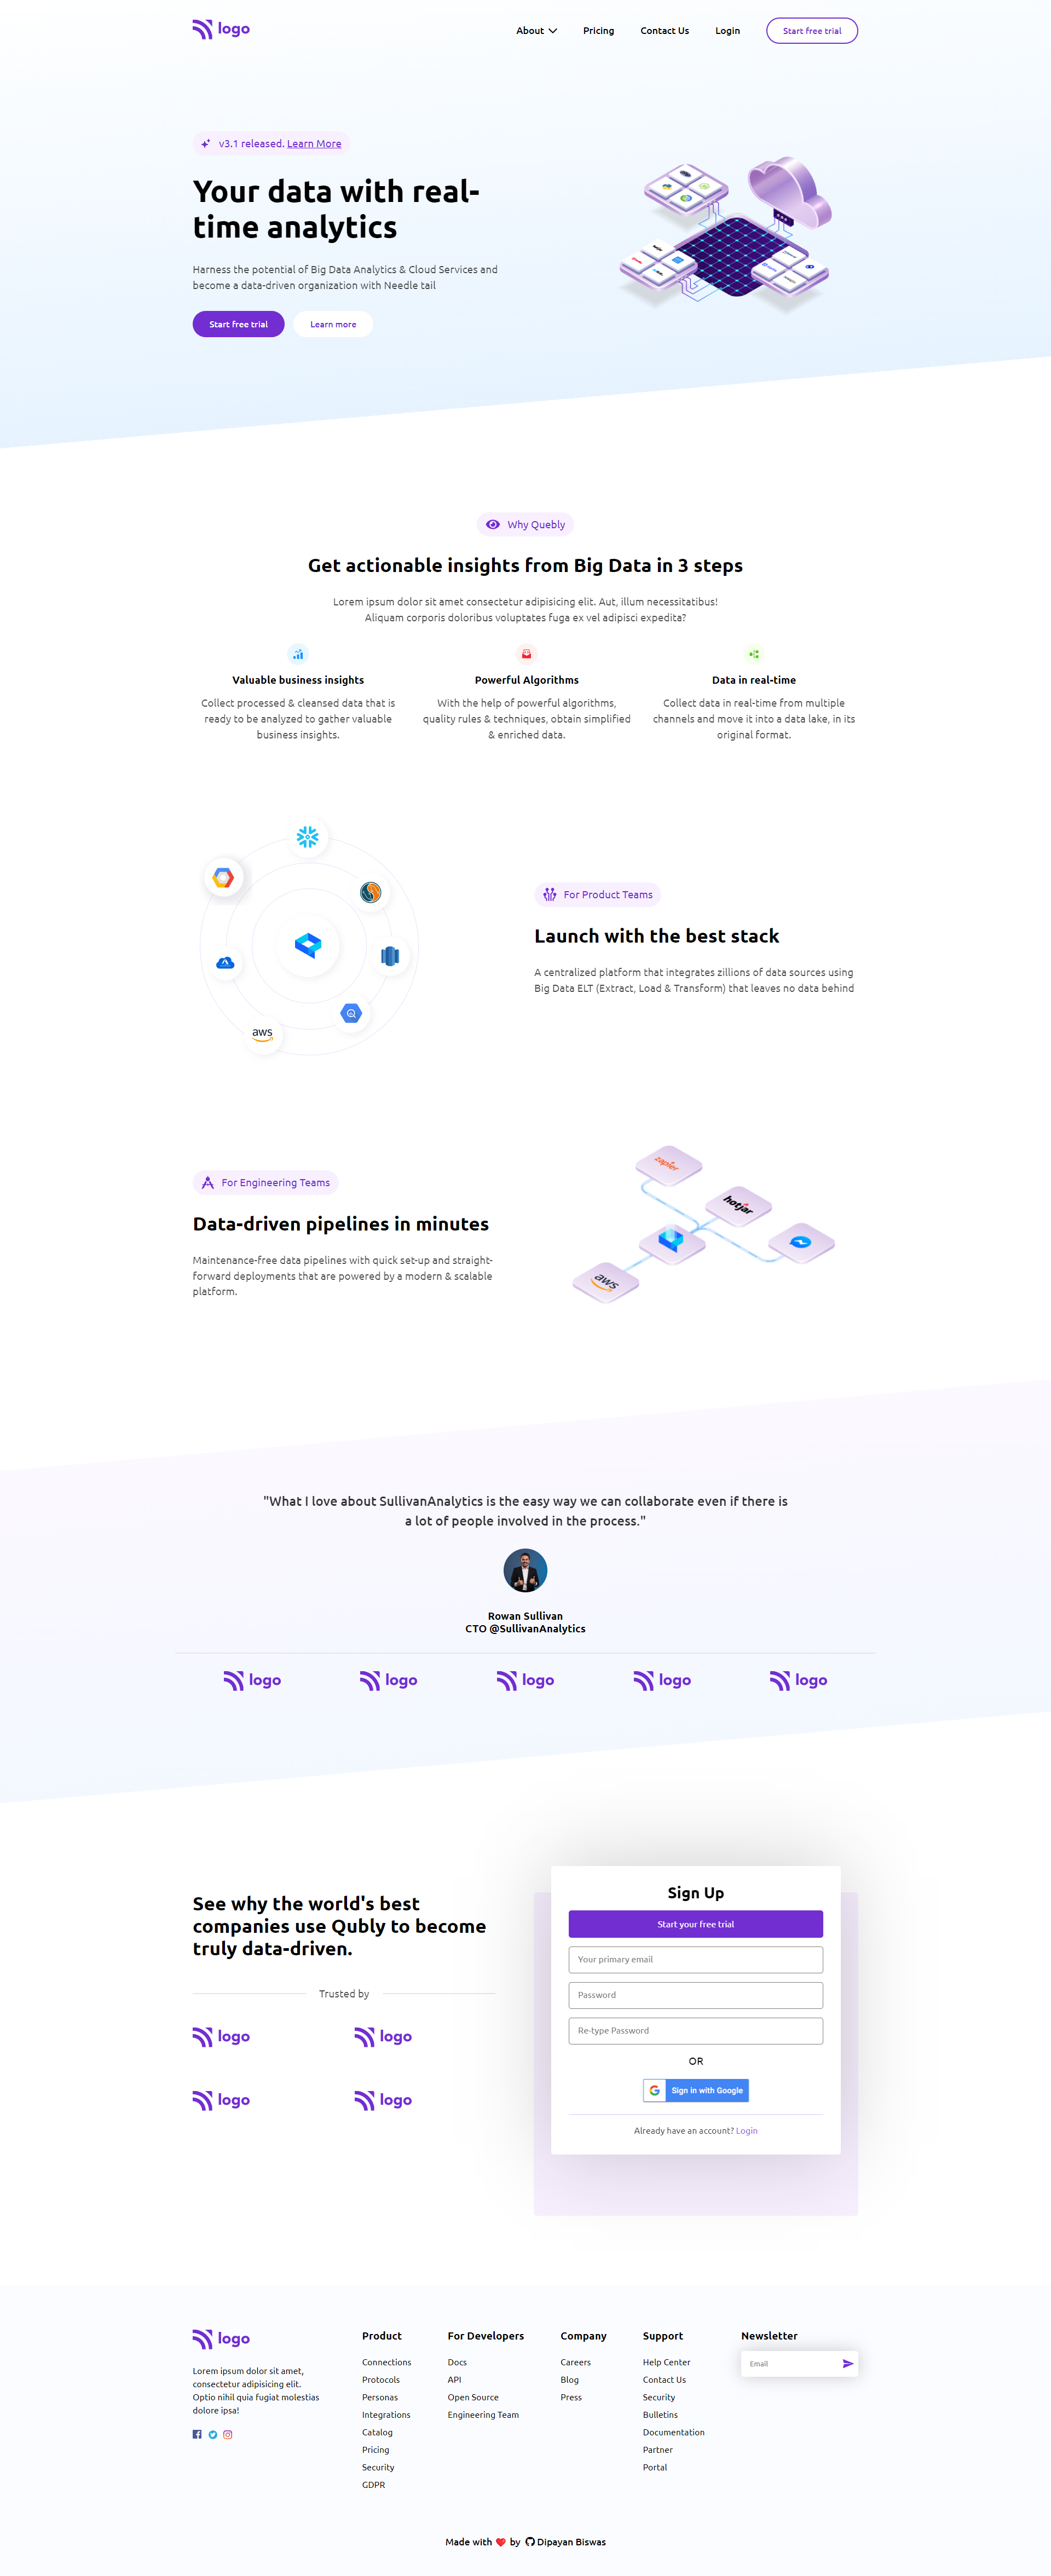 logo
About
Pricing
Contact Us
Login
Start free trial
v3.1 released. Learn More
Your data with real-
time analytics
Harness the potential of Big Data Analytics & Cloud Services and
become a data-driven organization with Needle tail
Start free trial
Learn more
Why Quebly
Get actionable insights from Big Data in 3 steps
Lorem ipsum dolor sit amet consectetur adipisicing elit. Aut, illum necessitatibus!
Aliquam corporis doloribus voluptates fuga ex vel adipisci expedita?
Valuable business insights
Collect processed & cleansed data that is
ready to be analyzed to gather valuable
business insights.
Powerful Algorithms
With the help of powerful algorithms,
quality rules & techniques, obtain simplified
& enriched data.
Data in real-time
Collect data in real-time from multiple
channels and move it into a data lake, in its
original format.
aws
For Product Teams
Launch with the best stack
A centralized platform that integrates zillions of data sources using
Big Data ELT (Extract, Load & Transform) that leaves no data behind
For Engineering Teams
Data-driven pipelines in minutes
Maintenance-free data pipelines with quick set-up and straight-
forward deployments that are powered by a modern & scalable
platform.
zapier
hotjar
aws
"What I love about SullivanAnalytics is the easy way we can collaborate even if there is
a lot of people involved in the process."
Rowan Sullivan
CTO @SullivanAnalytics
logo
logo
logo
logo
logo
See why the world's best
companies use Qubly to become
truly data-driven.
Trusted by
logo
logo
logo
logo
Sign Up
Start your free trial
Your primary email
Password
Re-type Password
OR
Sign in with Google
Already have an account? Login
logo
Lorem ipsum dolor sit amet,
consectetur adipisicing elit.
Optio nihil quia fugiat molestias
dolore ipsa!
Product
Connections
Protocols
Personas
Integrations
Catalog
Pricing
Security
GDPR
For Developers
Docs
API
Open Source
Engineering Team
Company
Careers
Blog
Press
Support
Help Center
Contact Us
Security
Bulletins
Documentation
Partner
Portal
Newsletter
Email
Made with by Dipayan Biswas